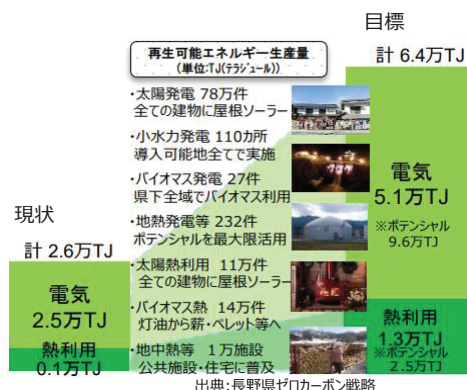 目標
計 6.4万TJ
再生可能エネルギー生産量
（単位:TJ(テラジュール)）
・太陽発電 78万件
全ての建物に屋根ソーラー
・小水力発電 110カ所
導入可能地全てで実施
・バイオマス発電 27件
県下全域でバイオマス利用
・地熱発電等 232件
ポテンシャルを最大限活用
・太陽熱利用 11万件
全ての建物に屋根ソーラー
・バイオマス熱 14万件
灯油から薪・ペレット等へ
・地中熱等 1万施設
公共施設・住宅に普及
現状
計 2.6万TJ
電気
2.5万TJ
熱利用
0.1万TJ
電気
5.1万TJ
※ポテンシャル
9.6万TJ
熱利用
1.3万TJ
※ポテンシャル
2.5万TJ
出典:長野県ゼロカーボン戦略